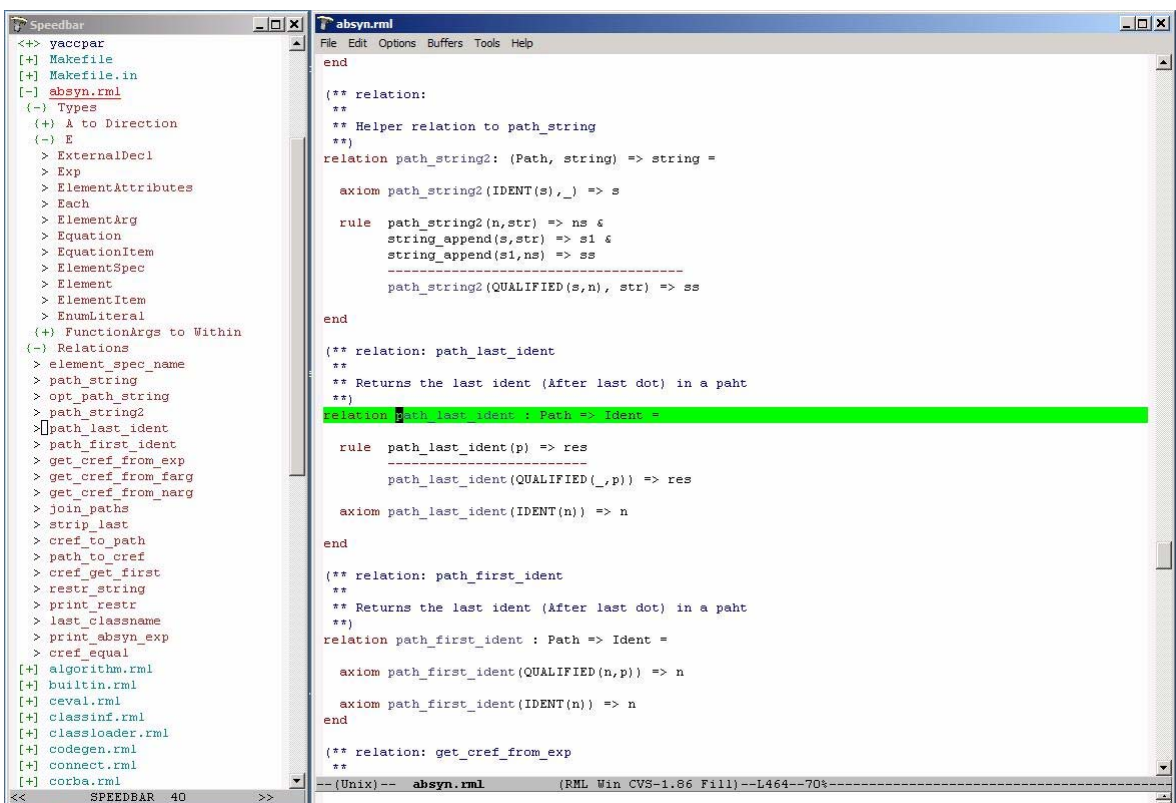 Speedbar
<+> yaccpar
[+] Makefile
[+] Makefile.in
[-] absyn.rml
{-} Types
{+} A to Direction
{-} E
> ExternalDecl
> Exp
> ElementAttributes
> Each
> ElementArg
> Equation
> EquationItem
> ElementSpec
> Element
> ElementItem
> EnumLiteral
{+} FunctionArgs to Within
{-} Relations
> element_spec_name
> path_string
> opt_path_string
> path_string2
> path_last_ident
> path_first_ident
> get_cref_from_exp
> get_cref_from_farg
> get_cref_from_narg
> join_paths
> strip_last
> cref_to_path
> path_to_cref
> cref_get_first
> restr_string
> print_restr
> last_classname
> print_absyn_exp
> cref_equal
[+] algorithm.rml
[+] builtin.rml
[+] ceval.rml
[+] classinf.rml
[+] classloader.rml
[+] codegen.rml
[+] connect.rml
[+] corba.rml
<< SPEEDBAR 40 >>
absyn.rml
File Edit Options Buffers Tools Help
end
(** relation:
**
** Helper relation to path_string
**)
relation path_string2: (Path, string) => string =
axiom path_string2(IDENT(s),_) => s
rule path_string2(n,str) => ns &
string_append(s,str) => s1 &
string_append(s1,ns) => ss
-------------------------------------
path_string2(QUALIFIED(s,n), str) => ss
end
(** relation: path_last_ident
**
** Returns the last ident (After last dot) in a paht
**)
relation path_last_ident : Path => Ident =
rule path_last_ident(p) => res
-------------------------
path_last_ident(QUALIFIED(_,p)) => res
axiom path_last_ident(IDENT(n)) => n
end
(** relation: path_first_ident
**
** Returns the last ident (After last dot) in a paht
**)
relation path_first_ident : Path => Ident =
axiom path_first_ident(QUALIFIED(n,p)) => n
axiom path_first_ident(IDENT(n)) => n
end
(** relation: get_cref_from_exp
**
--(Unix)-- absyn.rml (RML Win CVS-1.86 Fill)--L464--70%----------------------------------------